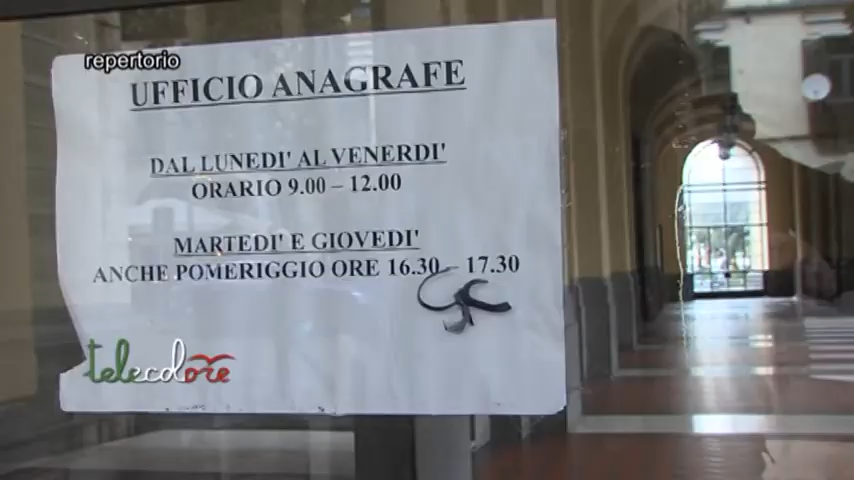 repertorio
UFFICIO ANAGRAFE
DAL LUNEDI' AL VENERDI'
ORARIO 9.00 – 12.00
MARTEDI' E GIOVEDI'
ANCHE POMERIGGIO ORE 16.30 – 17.30
telecolore